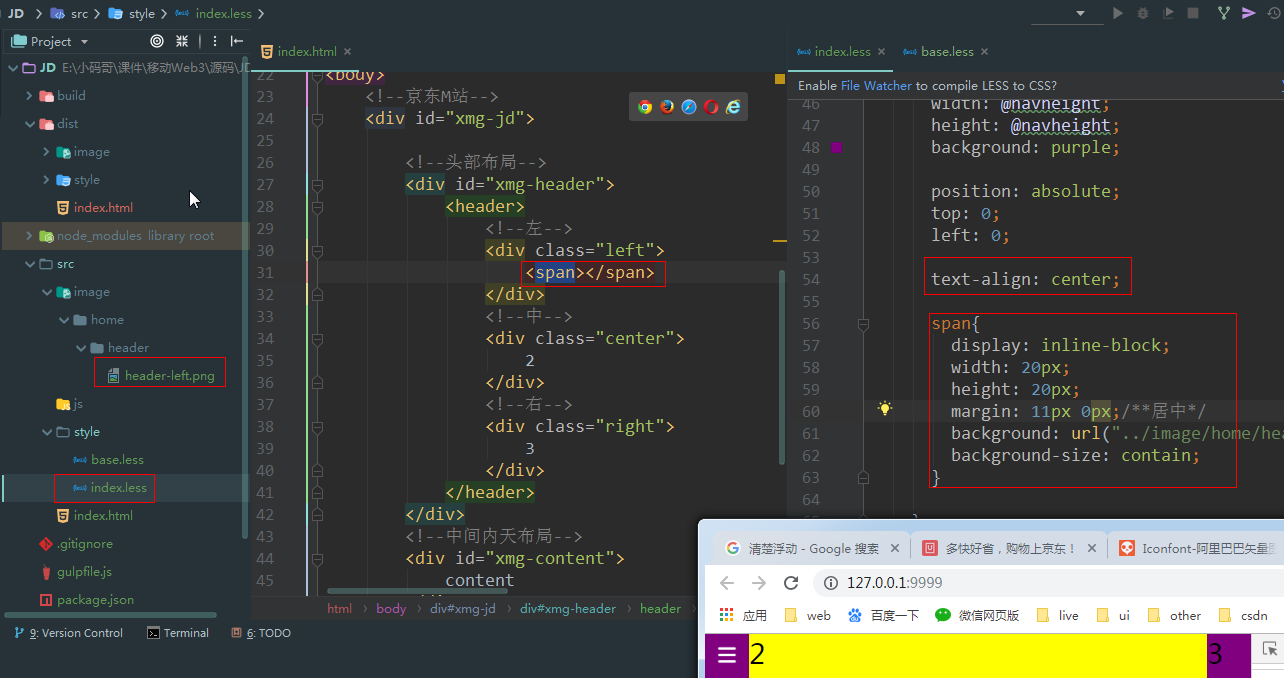 JD src style index.less
Project
JD E:\小码哥\课件\移动Web3\源码\JD
build
dist
image
style
index.html
node_modules library root
src
image
home
header
header-left.png
js
style
base.less
index.less
index.html
.gitignore
gulpfile.js
package.json
index.html
22 <body>
23 <!--京东M站-->
24 <div id="xmg-jd">
25
26 <!--头部布局-->
27 <div id="xmg-header">
28 <header>
29 <!--左-->
30 <div class="left">
31 <span></span>
32 </div>
33 <!--中-->
34 <div class="center">
35 2
36 </div>
37 <!--右-->
38 <div class="right">
39 3
40 </div>
41 </header>
42 </div>
43 <!--中间内天布局-->
44 <div id="xmg-content">
45 content
html body div#xmg-jd div#xmg-header header
index.less base.less
Enable File Watcher to compile LESS to CSS?
46 width: @navheight;
47 height: @navheight;
48 background: purple;
49
50 position: absolute;
51 top: 0;
52 left: 0;
53
54 text-align: center;
55
56 span{
57 display: inline-block;
58 width: 20px;
59 height: 20px;
60 margin: 11px 0px;/**居中*/
61 background: url("../image/home/hea
62 background-size: contain;
63 }
64
9: Version Control Terminal 6: TODO
清楚浮动 - Google 搜索 多快好省，购物上京东！ Iconfont-阿里巴巴矢星图
127.0.0.1:9999
应用 web 百度一下 微信网页版 live ui other csdn
2 3